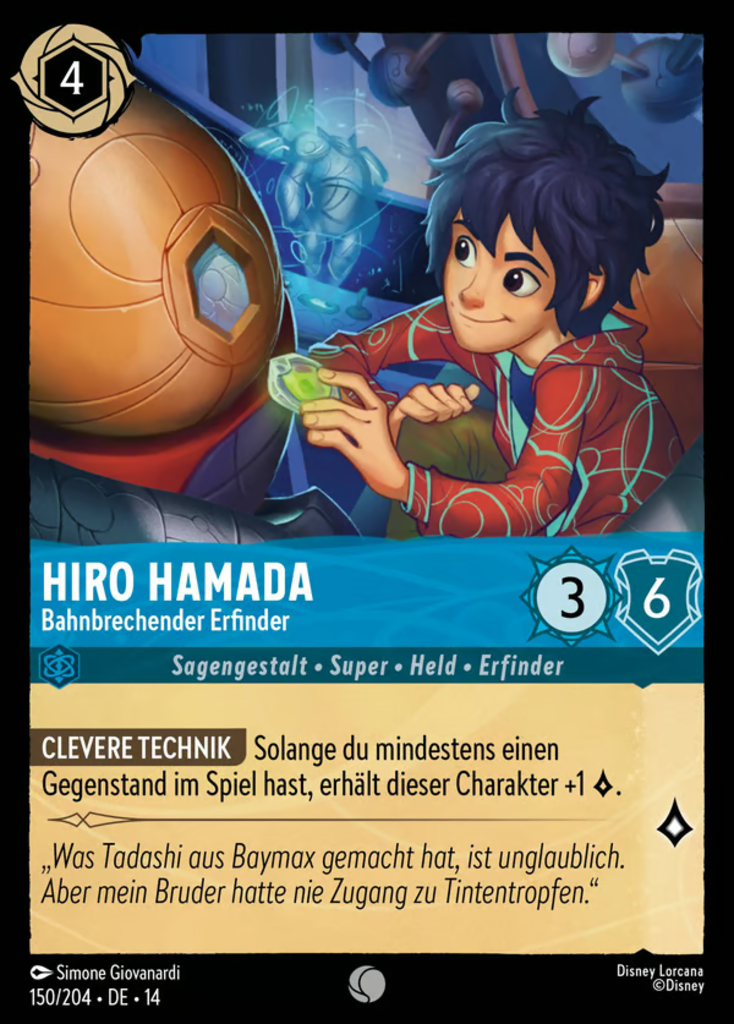 4
HIRO HAMADA
Bahnbrechender Erfinder
3
6
Sagengestalt • Super • Held • Erfinder
CLEVERE TECHNIK Solange du mindestens einen
Gegenstand im Spiel hast, erhält dieser Charakter +1 .
„Was Tadashi aus Baymax gemacht hat, ist unglaublich.
Aber mein Bruder hatte nie Zugang zu Tintentropfen.“
Simone Giovanardi
150/204 • DE • 14
Disney Lorcana
©Disney